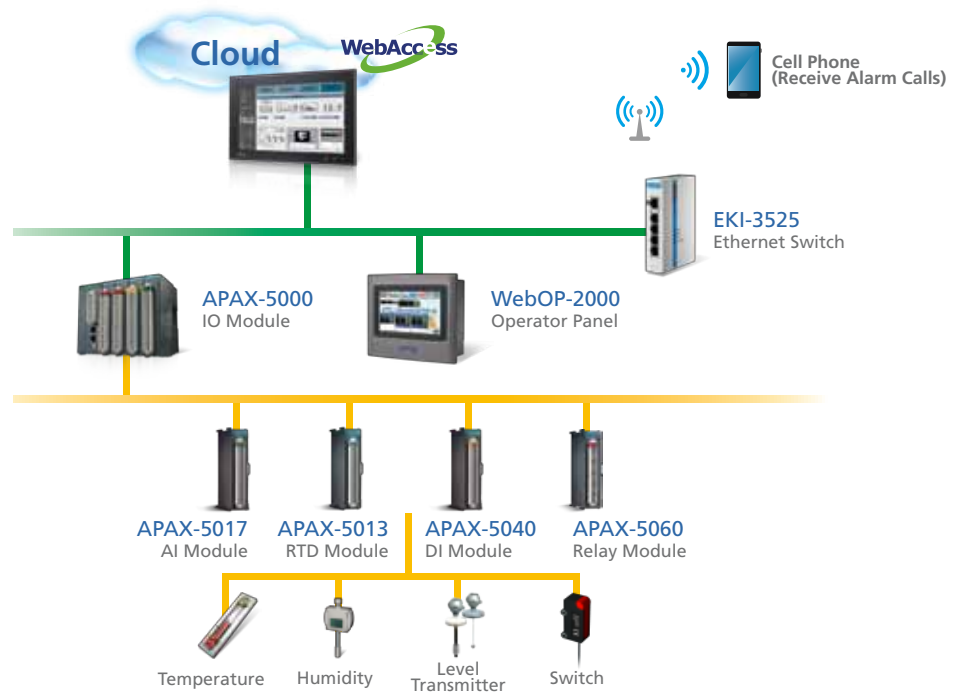 Cloud
WebAccess
Cell Phone
(Receive Alarm Calls)
EKI-3525
Ethernet Switch
APAX-5000
IO Module
WebOP-2000
Operator Panel
APAX-5017
AI Module
APAX-5013
RTD Module
APAX-5040
DI Module
APAX-5060
Relay Module
Temperature
Humidity
Level
Transmitter
Switch